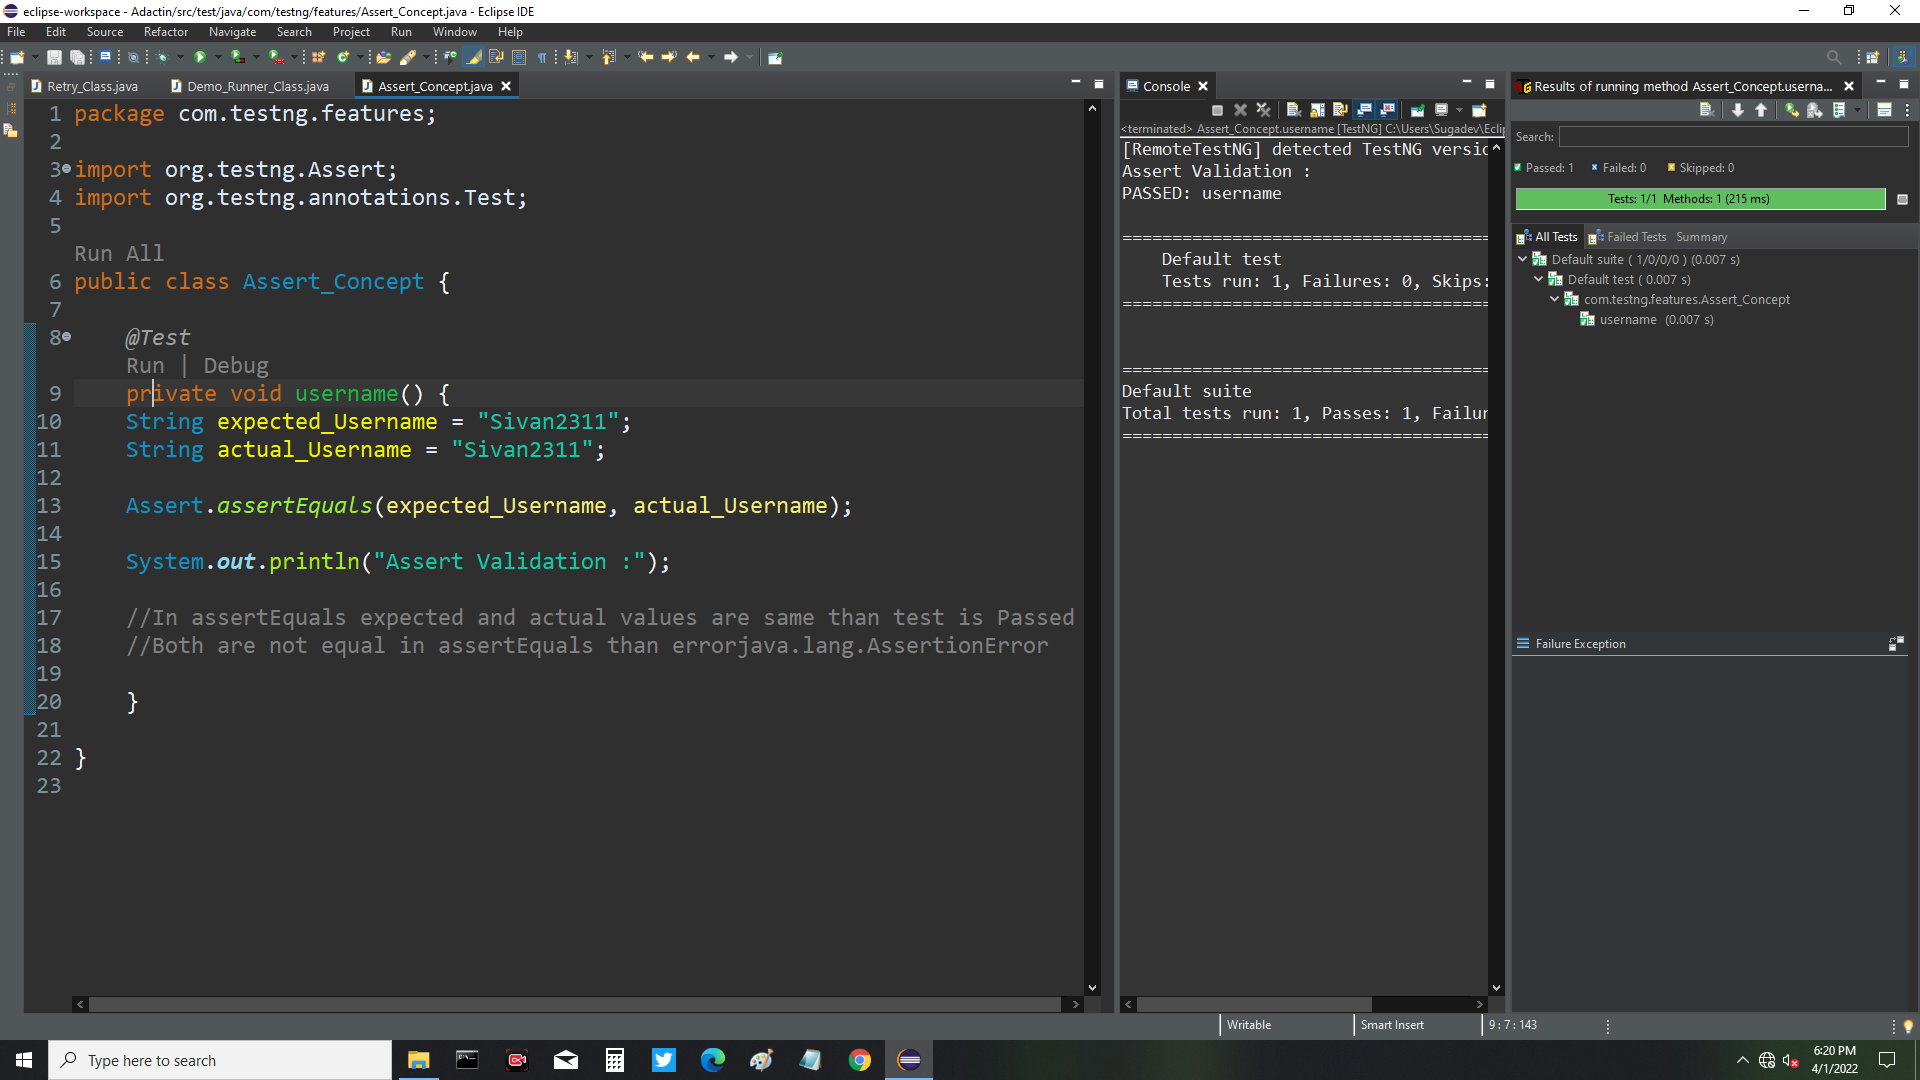 eclipse-workspace - Adactin/src/test/java/com/testng/features/Assert_Concept.java - Eclipse IDE
File Edit Source Refactor Navigate Search Project Run Window Help
Retry_Class.java Demo_Runner_Class.java Assert_Concept.java
1 package com.testng.features;
2
3 import org.testng.Assert;
4 import org.testng.annotations.Test;
5
Run All
6 public class Assert_Concept {
7
8 @Test
Run | Debug
9 private void username() {
10 String expected_Username = "Sivan2311";
11 String actual_Username = "Sivan2311";
12
13 Assert.assertEquals(expected_Username, actual_Username);
14
15 System.out.println("Assert Validation :");
16
17 //In assertEquals expected and actual values are same than test is Passed
18 //Both are not equal in assertEquals than errorjava.lang.AssertionError
19
20 }
21
22 }
23
Console
<terminated> Assert_Concept.username [TestNG] C:\Users\Sugadev\Eclip
[RemoteTestNG] detected TestNG versic
Assert Validation :
PASSED: username
=====================================
Default test
Tests run: 1, Failures: 0, Skips:
=====================================
=====================================
Default suite
Total tests run: 1, Passes: 1, Failur
=====================================
Results of running method Assert_Concept.userna...
Search:
Passed: 1 Failed: 0 Skipped: 0
Tests: 1/1 Methods: 1 (215 ms)
All Tests Failed Tests Summary
Default suite ( 1/0/0/0 ) (0.007 s)
Default test ( 0.007 s)
com.testng.features.Assert_Concept
username (0.007 s)
Failure Exception
Writable Smart Insert 9 : 7 : 143
Type here to search
6:20 PM
4/1/2022